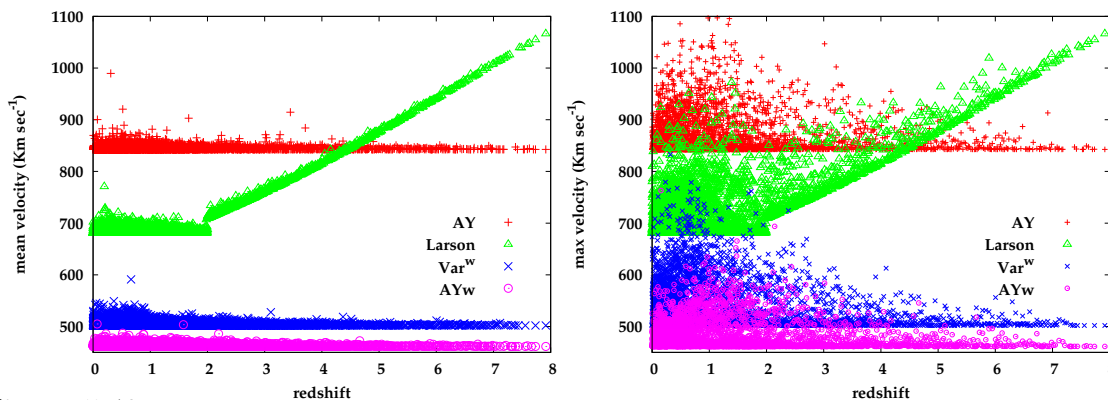 1100
1000
900
800
700
600
500
mean velocity (Km sec⁻¹)
AY
Larson
Varʷ
AYw
0 1 2 3 4 5 6 7 8
redshift
1100
1000
900
800
700
600
500
max velocity (Km sec⁻¹)
AY
Larson
Varʷ
AYw
0 1 2 3 4 5 6 7
redshift